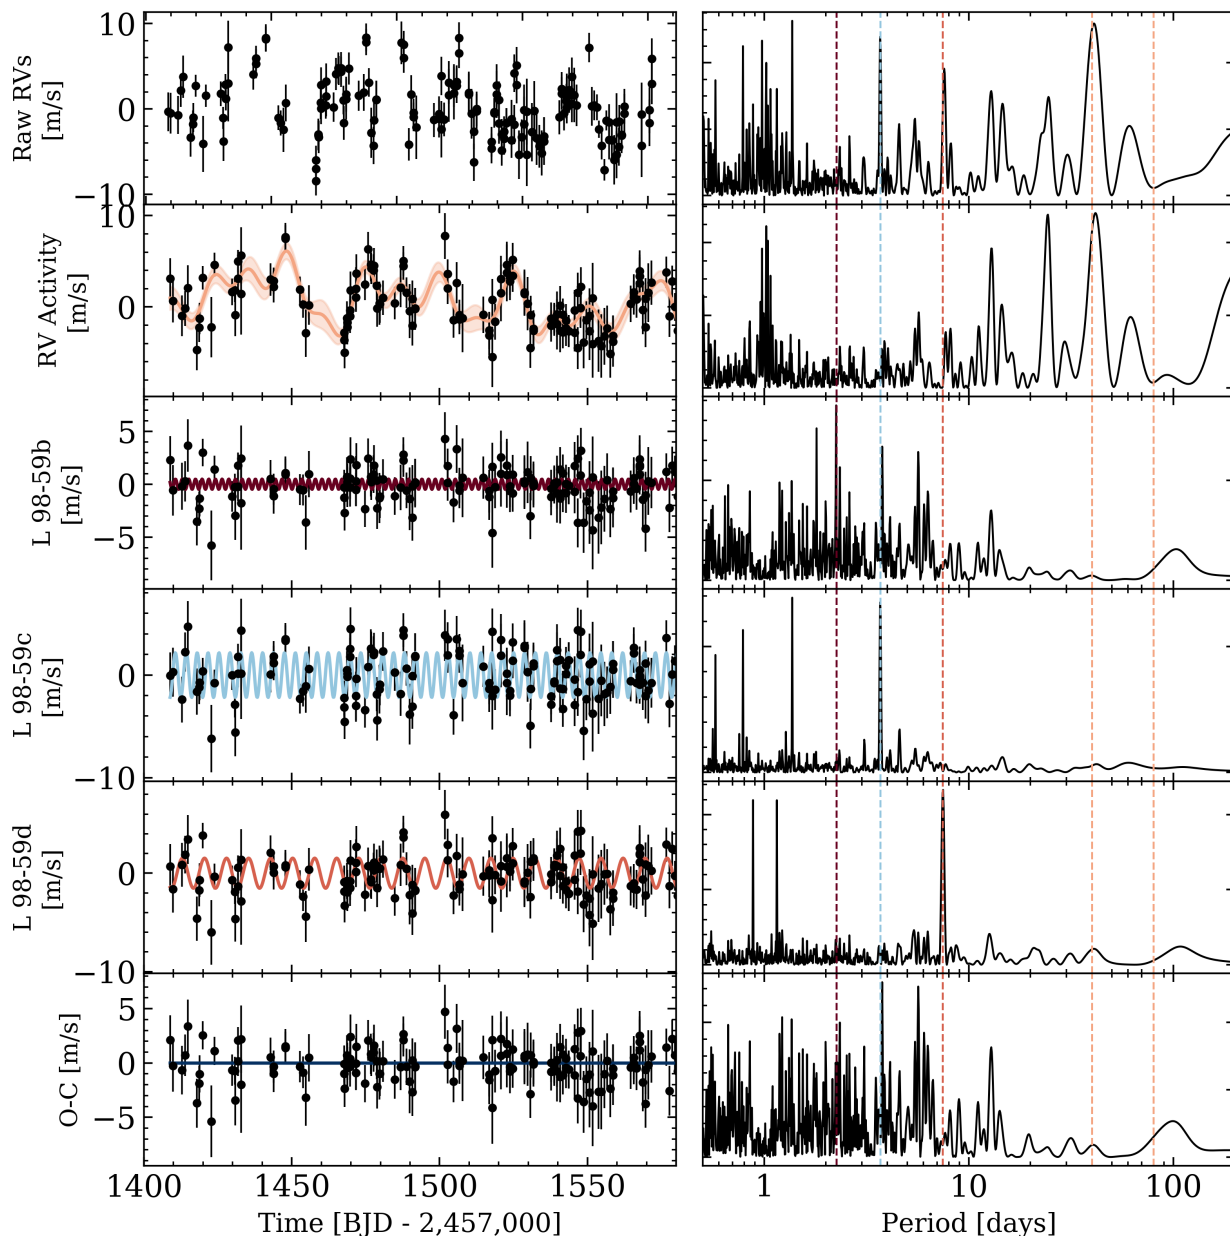 Raw RVs
[m/s]
10
0
−10
RV Activity
[m/s]
10
0
L 98-59b
[m/s]
5
0
−5
L 98-59c
[m/s]
0
−10
L 98-59d
[m/s]
0
−10
O-C [m/s]
5
0
−5
1400 1450 1500 1550
1 10 100
Time [BJD - 2,457,000]
Period [days]